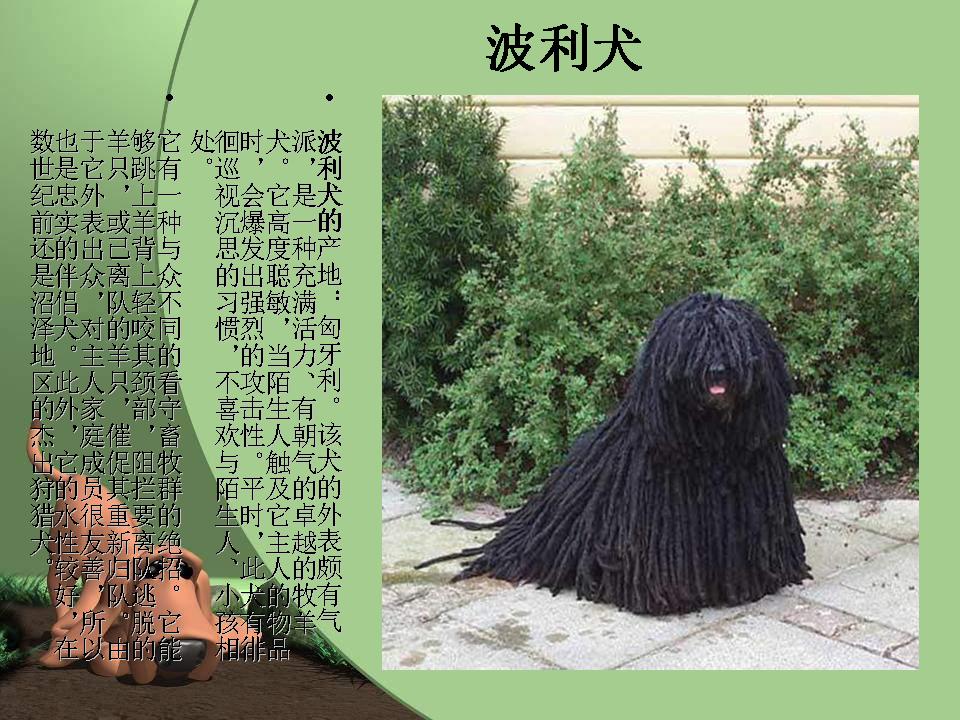 波利犬
• 波利犬的产地：匈牙利。该犬的外表颇有气
派，是一种充满活力、有朝气的卓越的牧羊
犬。它高度聪敏，当陌生人触及它主人的物品
时，会爆发出强烈的攻击性。平时，此犬有徘
徊巡视沉思的习惯，不喜欢与陌生人、小孩相
处。
• 它有一种与众不同的看守畜牧群的绝招。它能
够跳上羊背上轻咬其颈部，阻拦要离队逃脱的
羊只，或己离队的羊只，催促其重新归队。由
于它外表出众，对主人家庭成员很友善，所以
也是忠实的伴侣犬。此外，它的水性较好，在
数世纪前还是沼泽地区的杰出狩猎犬。